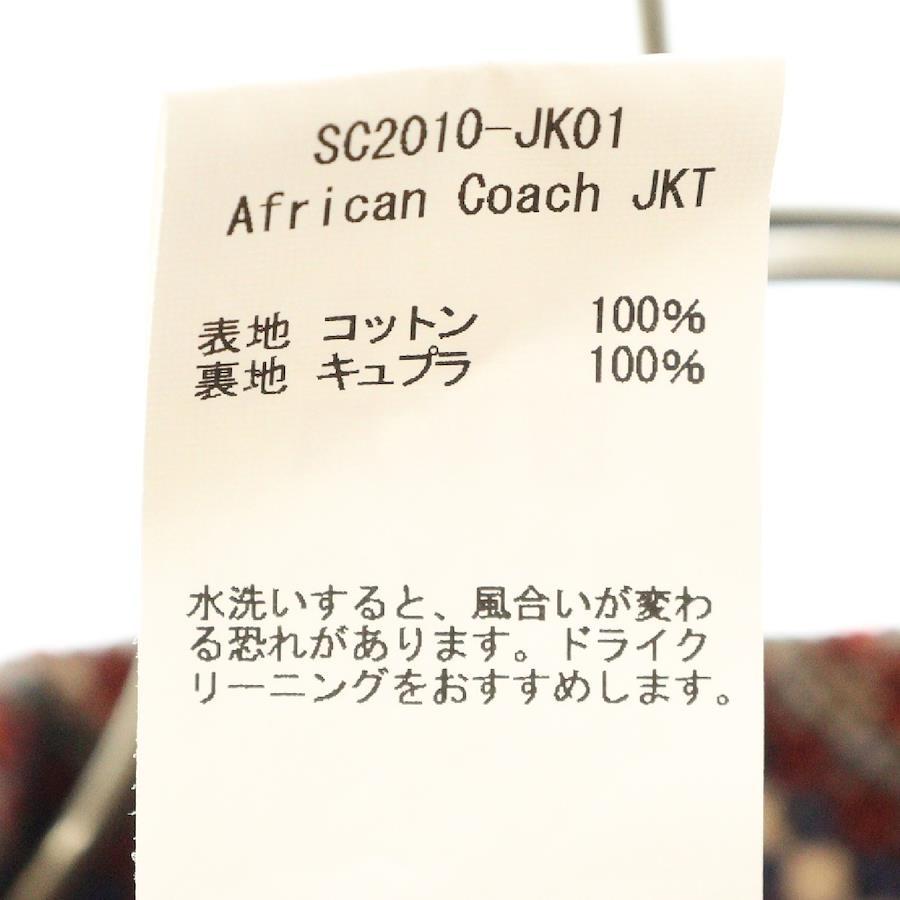 SC2010-JK01
African Coach JKT
表地 コットン 100%
裏地 キュプラ 100%
水洗いすると、風合いが変わ
る恐れがあります。ドライク
リーニングをおすすめします。